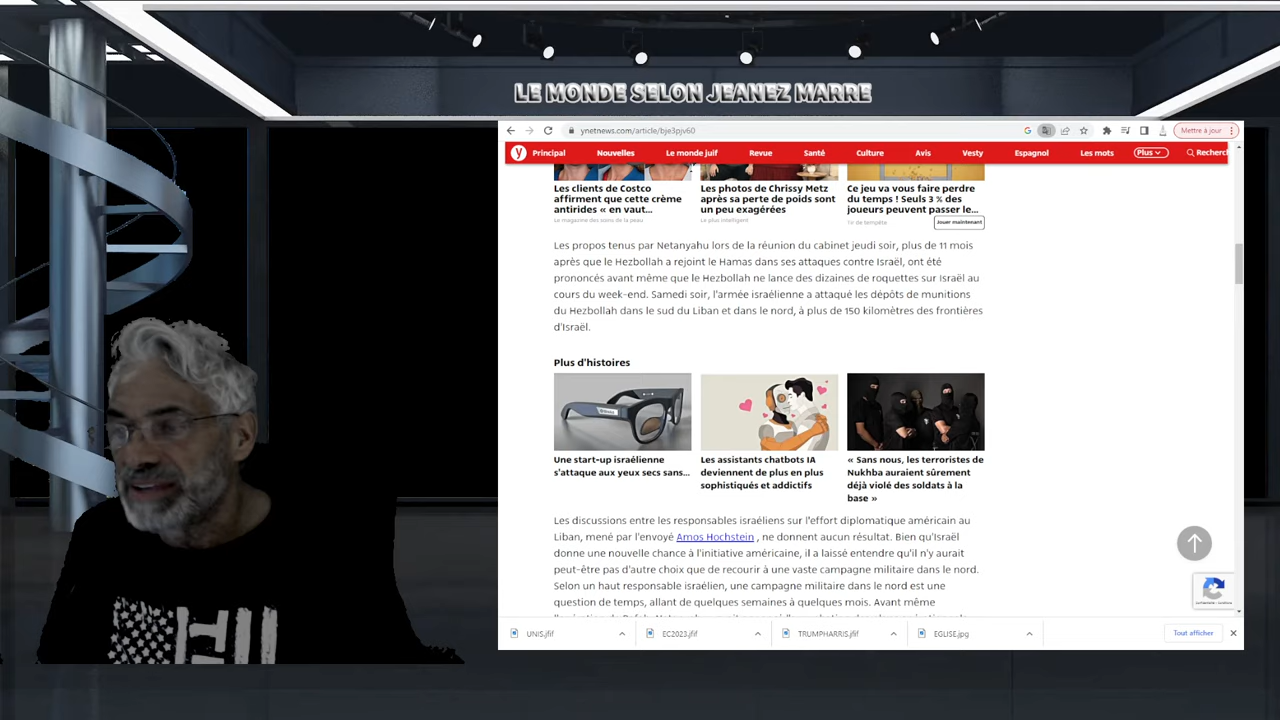 LE MONDE SELON JEANEZ MARRE
ynetnews.com/article/bje3pjv60
Mettre à jour
y Principal Nouvelles Le monde juif Revue Santé Culture Avis Vesty Espagnol Les mots Plus Recherc
Les clients de Costco
affirment que cette crème
antirides « en vaut...
Le magazine des soins de la peau
Les photos de Chrissy Metz
après sa perte de poids sont
un peu exagérées
Le plus intelligent
Ce jeu va vous faire perdre
du temps ! Seuls 3 % des
joueurs peuvent passer le...
Jouer maintenant
Les propos tenus par Netanyahu lors de la réunion du cabinet jeudi soir, plus de 11 mois
après que le Hezbollah a rejoint le Hamas dans ses attaques contre Israël, ont été
prononcés avant même que le Hezbollah ne lance des dizaines de roquettes sur Israël au
cours du week-end. Samedi soir, l'armée israélienne a attaqué les dépôts de munitions
du Hezbollah dans le sud du Liban et dans le nord, à plus de 150 kilomètres des frontières
d'Israël.
Plus d'histoires
Une start-up israélienne
s'attaque aux yeux secs sans...
Les assistants chatbots IA
deviennent de plus en plus
sophistiqués et addictifs
« Sans nous, les terroristes de
Nukhba auraient sûrement
déjà violé des soldats à la
base »
Les discussions entre les responsables israéliens sur l'effort diplomatique américain au
Liban, mené par l'envoyé Amos Hochstein , ne donnent aucun résultat. Bien qu'Israël
donne une nouvelle chance à l'initiative américaine, il a laissé entendre qu'il n'y aurait
peut-être pas d'autre choix que de recourir à une vaste campagne militaire dans le nord.
Selon un haut responsable israélien, une campagne militaire dans le nord est une
question de temps, allant de quelques semaines à quelques mois. Avant même
UNIS.jfif EC2023.jfif TRUMPHARRIS.jfif EGLISE.jpg Tout afficher